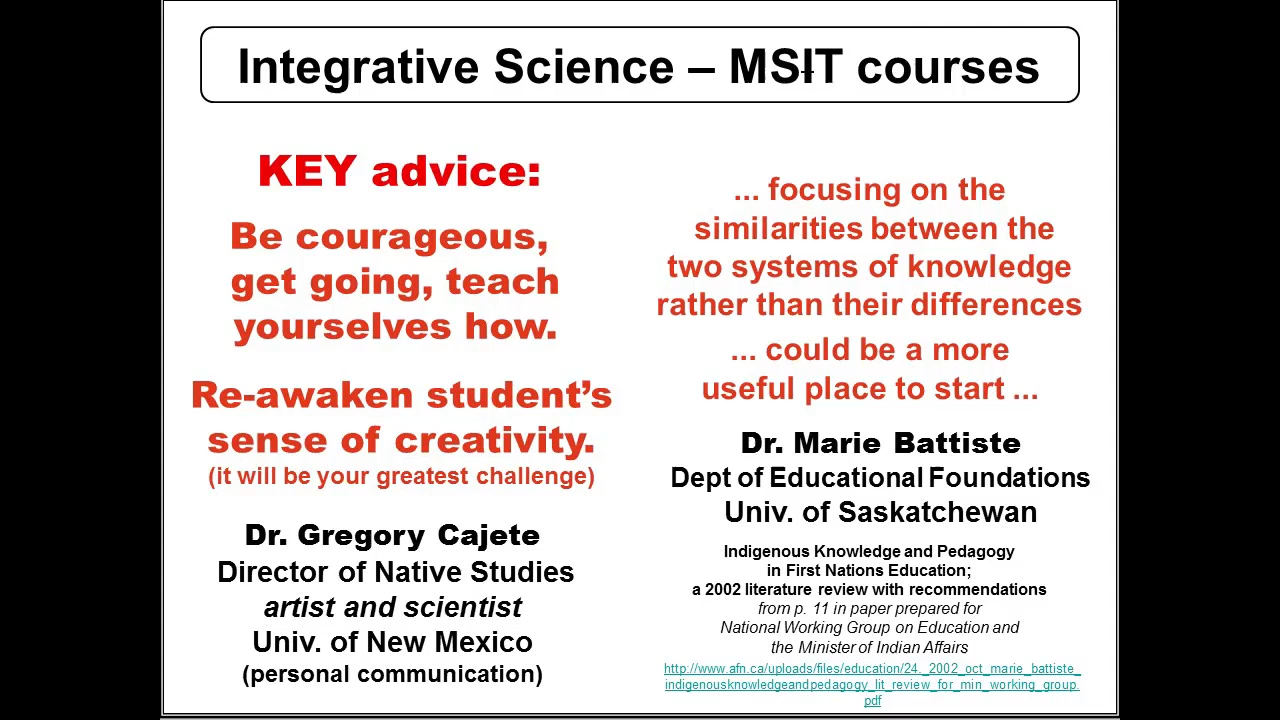 Integrative Science – MSɨT courses
KEY advice:
Be courageous,
get going, teach
yourselves how.
Re-awaken student’s
sense of creativity.
(it will be your greatest challenge)
Dr. Gregory Cajete
Director of Native Studies
artist and scientist
Univ. of New Mexico
(personal communication)
... focusing on the
similarities between the
two systems of knowledge
rather than their differences
... could be a more
useful place to start ...
Dr. Marie Battiste
Dept of Educational Foundations
Univ. of Saskatchewan
Indigenous Knowledge and Pedagogy
in First Nations Education;
a 2002 literature review with recommendations
from p. 11 in paper prepared for
National Working Group on Education and
the Minister of Indian Affairs
http://www.afn.ca/uploads/files/education/24._2002_oct_marie_battiste_
indigenousknowledgeandpedagogy_lit_review_for_min_working_group.
pdf